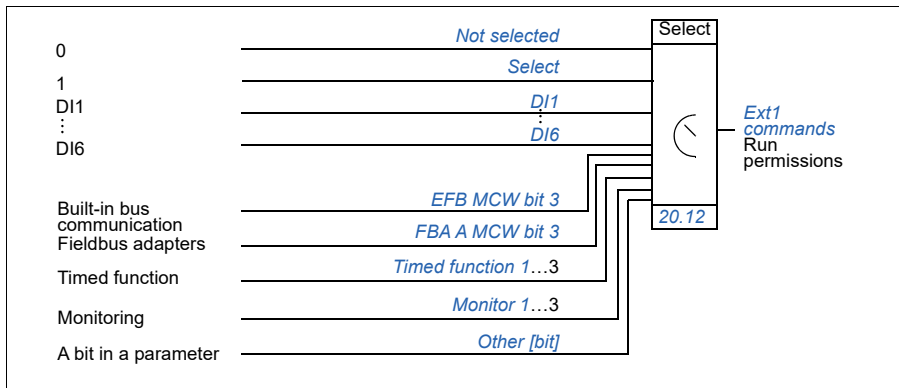 0 Not selected Select
1 Select
DI1 DI1
⋮ ⋮
DI6 DI6
Ext1
commands
Run
permissions
Built-in bus
communication
EFB MCW bit 3
20.12
Fieldbus adapters FBA A MCW bit 3
Timed function Timed function 1...3
Monitoring Monitor 1...3
A bit in a parameter Other [bit]